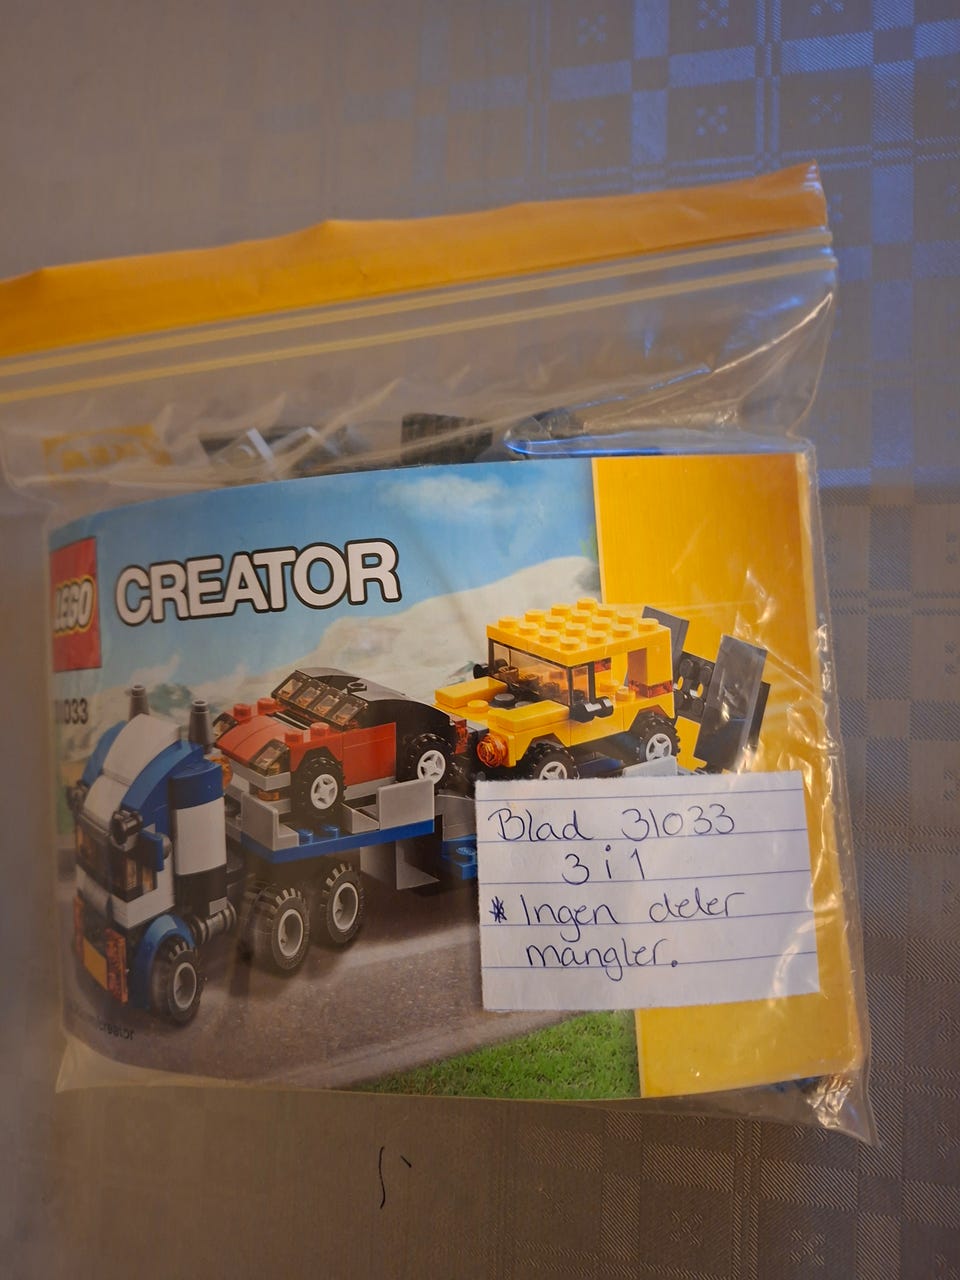 LEGO
CREATOR
31033
Blad 31033
3 i 1
* Ingen deler
mangler.